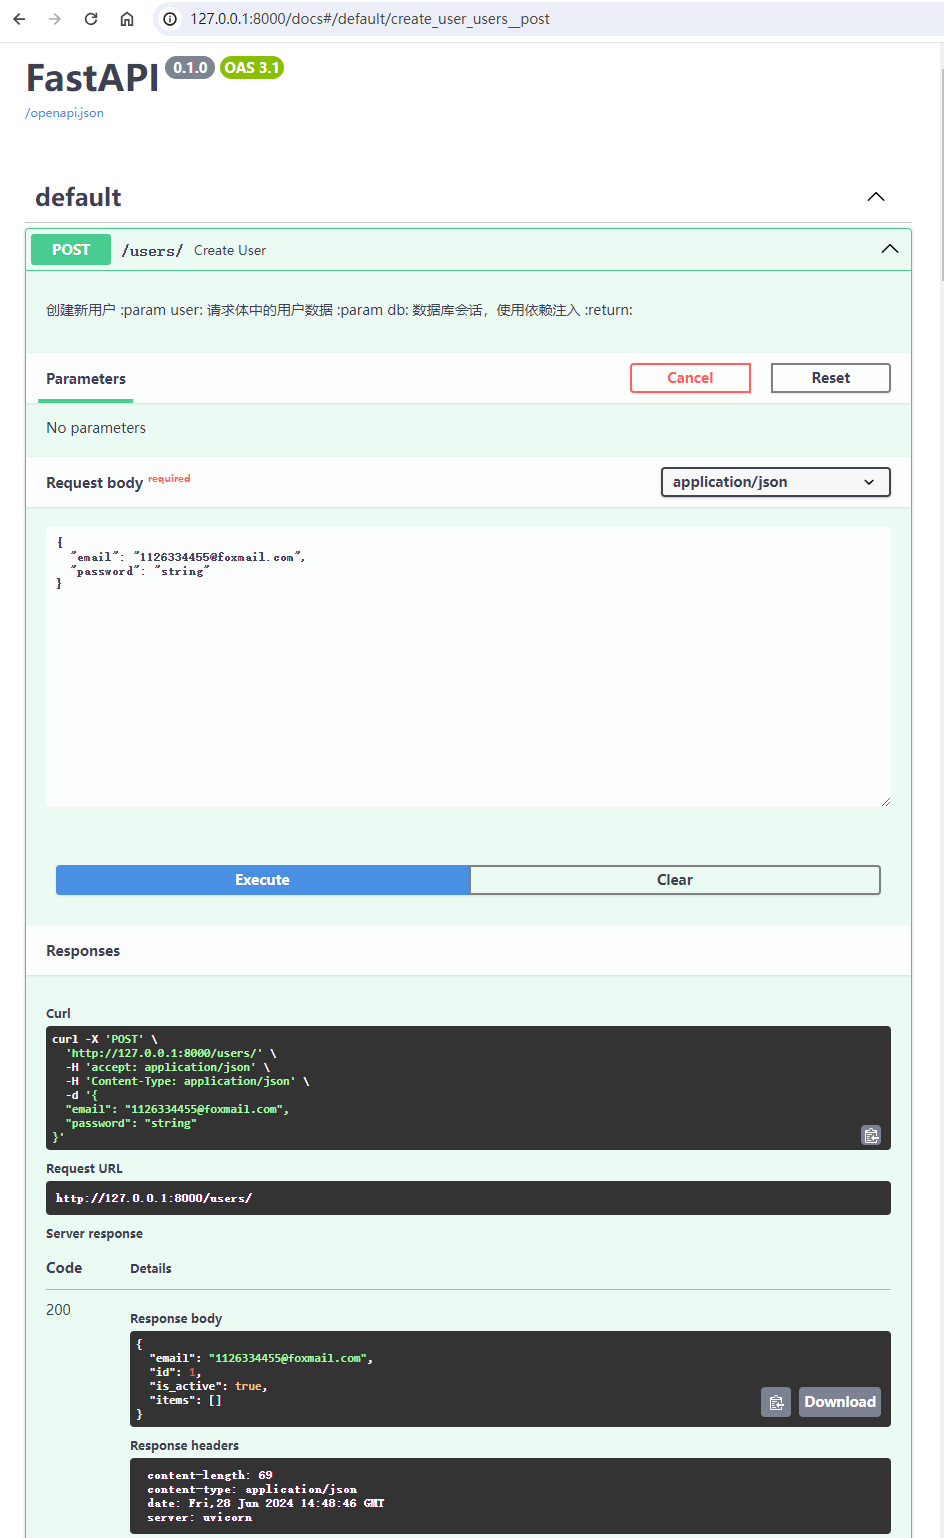 127.0.0.1:8000/docs#/default/create_user_users__post
FastAPI 0.1.0 OAS 3.1
/openapi.json
default
POST /users/ Create User
创建新用户 :param user: 请求体中的用户数据 :param db: 数据库会话，使用依赖注入 :return:
Parameters Cancel Reset
No parameters
Request body required application/json
{
"email": "1126334455@foxmail.com",
"password": "string"
}
Execute Clear
Responses
Curl
curl -X 'POST' \
'http://127.0.0.1:8000/users/' \
-H 'accept: application/json' \
-H 'Content-Type: application/json' \
-d '{
"email": "1126334455@foxmail.com",
"password": "string"
}'
Request URL
http://127.0.0.1:8000/users/
Server response
Code Details
200
Response body
{
"email": "1126334455@foxmail.com",
"id": 1,
"is_active": true,
"items": []
}
Download
Response headers
content-length: 69
content-type: application/json
date: Fri,28 Jun 2024 14:48:46 GMT
server: uvicorn